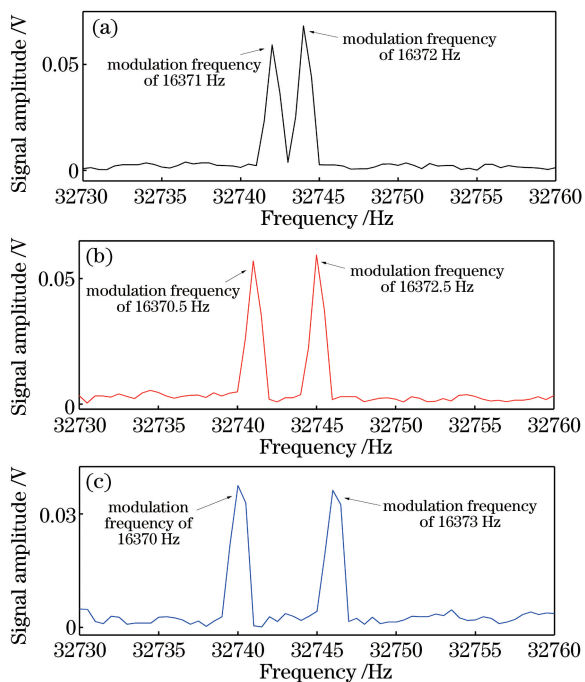 (a)
modulation frequency
of 16371 Hz
modulation frequency
of 16372 Hz
Signal amplitude /V
0.05
0
32730 32735 32740 32745 32750 32755 32760
Frequency /Hz
(b)
modulation frequency
of 16370.5 Hz
modulation frequency
of 16372.5 Hz
Signal amplitude /V
0.05
0
32730 32735 32740 32745 32750 32755 32760
Frequency /Hz
(c)
modulation
frequency of
16370 Hz
modulation frequency
of 16373 Hz
Signal amplitude /V
0.03
0
32730 32735 32740 32745 32750 32755 32760
Frequency /Hz